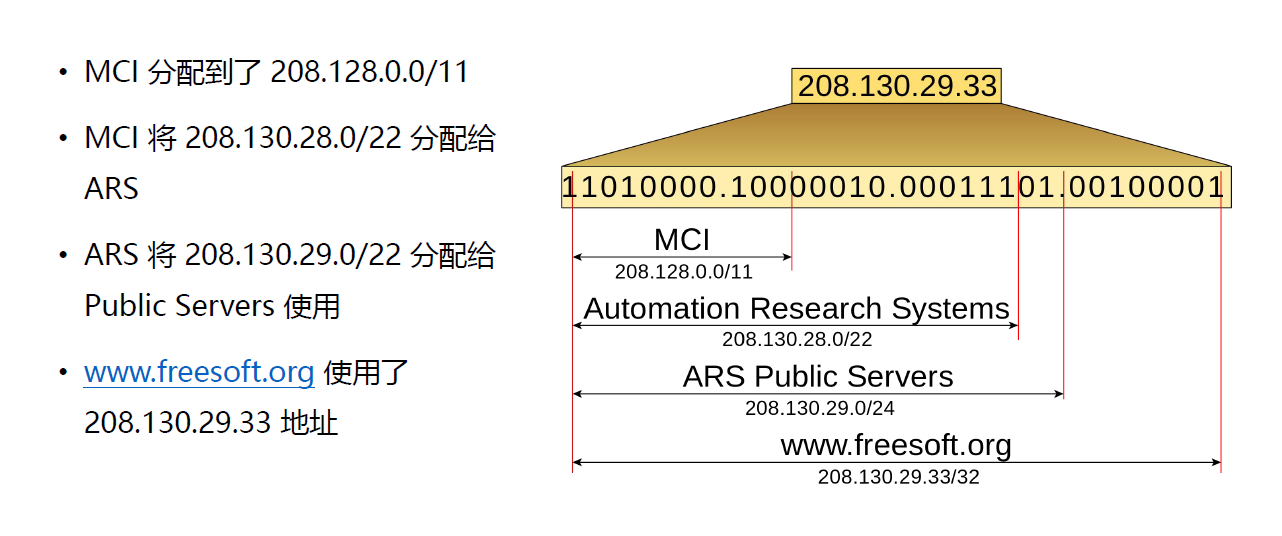 • MCI 分配到了 208.128.0.0/11
• MCI 将 208.130.28.0/22 分配给
ARS
• ARS 将 208.130.29.0/22 分配给
Public Servers 使用
• www.freesoft.org 使用了
208.130.29.33 地址
208.130.29.33
11010000.10000010.00011101.00100001
MCI
208.128.0.0/11
Automation Research Systems
208.130.28.0/22
ARS Public Servers
208.130.29.0/24
www.freesoft.org
208.130.29.33/32